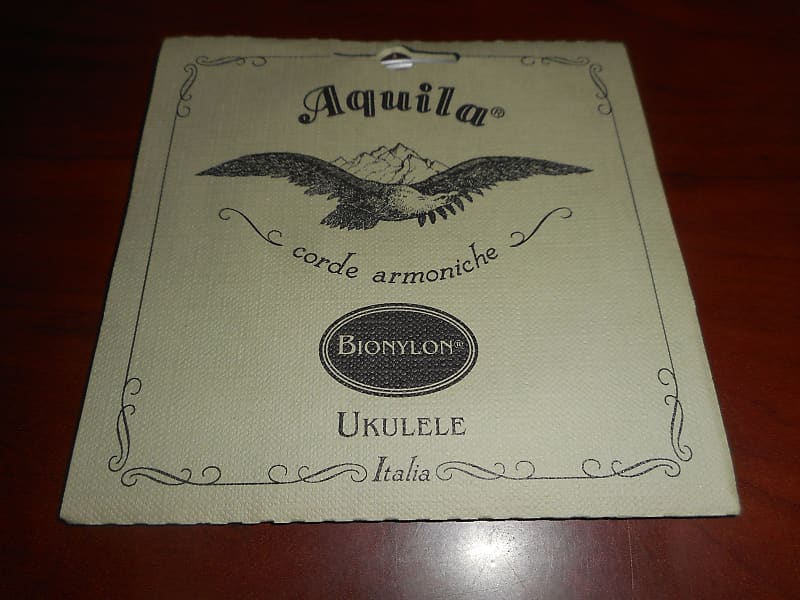 Aquila®
corde armoniche
BIONYLON®
UKULELE
Italia